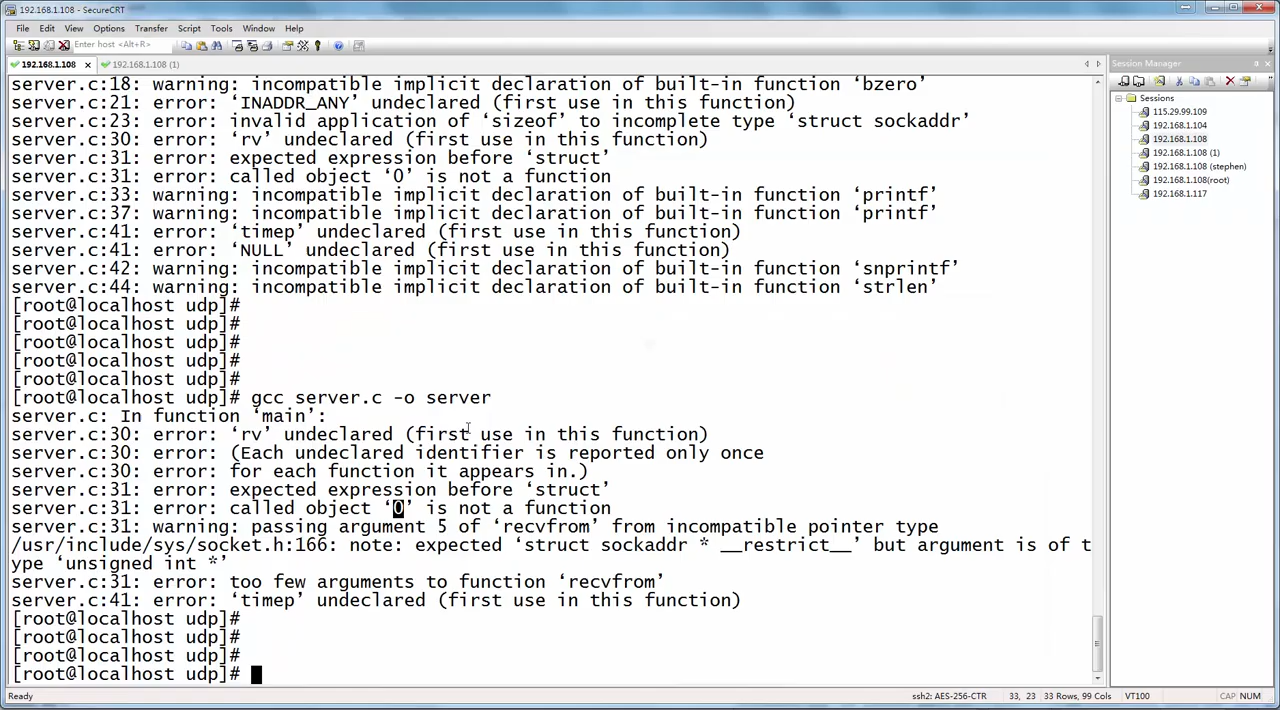 192.168.1.108 - SecureCRT
File Edit View Options Transfer Script Tools Window Help
Enter host <Alt+R>
192.168.1.108 × 192.168.1.108 (1)
server.c:18: warning: incompatible implicit declaration of built-in function ‘bzero’
server.c:21: error: ‘INADDR_ANY’ undeclared (first use in this function)
server.c:23: error: invalid application of ‘sizeof’ to incomplete type ‘struct sockaddr’
server.c:30: error: ‘rv’ undeclared (first use in this function)
server.c:31: error: expected expression before ‘struct’
server.c:31: error: called object ‘0’ is not a function
server.c:33: warning: incompatible implicit declaration of built-in function ‘printf’
server.c:37: warning: incompatible implicit declaration of built-in function ‘printf’
server.c:41: error: ‘timep’ undeclared (first use in this function)
server.c:41: error: ‘NULL’ undeclared (first use in this function)
server.c:42: warning: incompatible implicit declaration of built-in function ‘snprintf’
server.c:44: warning: incompatible implicit declaration of built-in function ‘strlen’
[root@localhost udp]#
[root@localhost udp]#
[root@localhost udp]#
[root@localhost udp]#
[root@localhost udp]#
[root@localhost udp]# gcc server.c -o server
server.c: In function ‘main’:
server.c:30: error: ‘rv’ undeclared (first use in this function)
server.c:30: error: (Each undeclared identifier is reported only once
server.c:30: error: for each function it appears in.)
server.c:31: error: expected expression before ‘struct’
server.c:31: error: called object ‘0’ is not a function
server.c:31: warning: passing argument 5 of ‘recvfrom’ from incompatible pointer type
/usr/include/sys/socket.h:166: note: expected ‘struct sockaddr * __restrict__’ but argument is of t
ype ‘unsigned int *’
server.c:31: error: too few arguments to function ‘recvfrom’
server.c:41: error: ‘timep’ undeclared (first use in this function)
[root@localhost udp]#
[root@localhost udp]#
[root@localhost udp]#
[root@localhost udp]#
Session Manager
Sessions
115.29.99.109
192.168.1.104
192.168.1.108
192.168.1.108 (1)
192.168.1.108 (stephen)
192.168.1.108(root)
192.168.1.117
Ready ssh2: AES-256-CTR 33, 23 33 Rows, 99 Cols VT100 CAP NUM